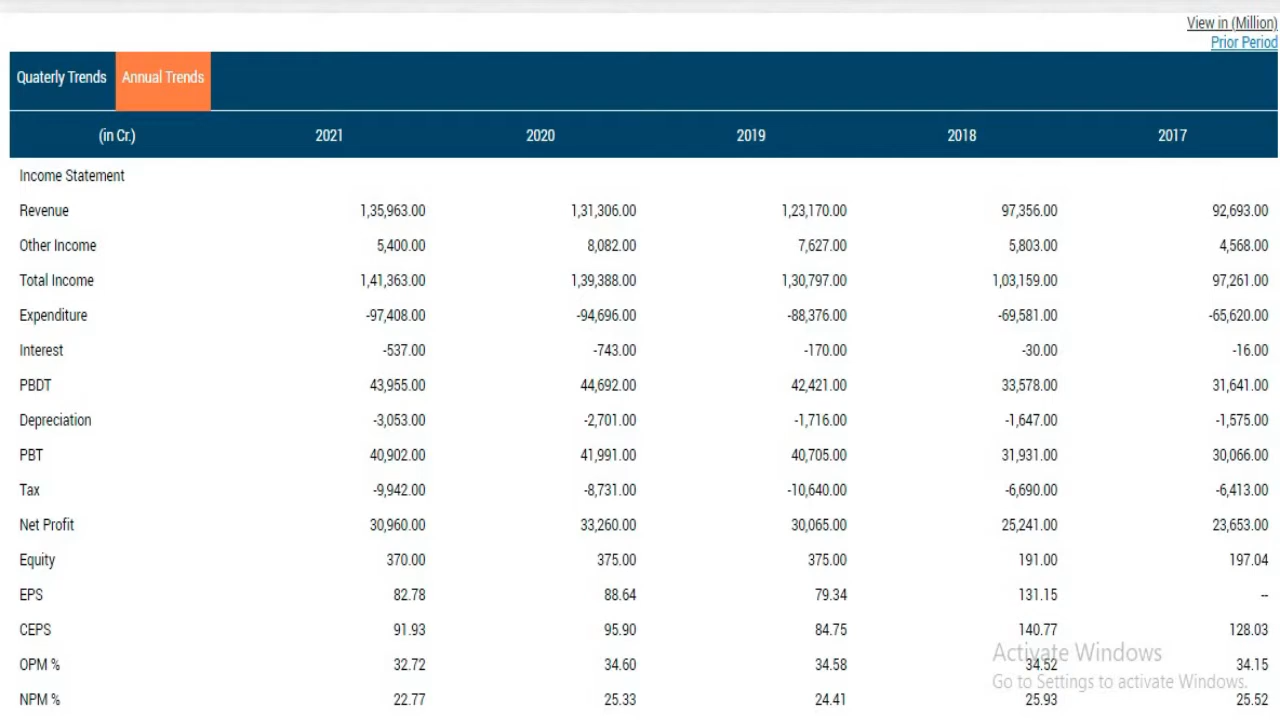 View in (Million)
Prior Period
Quaterly Trends Annual Trends
(in Cr.) 2021 2020 2019 2018 2017
Income Statement
Revenue 1,35,963.00 1,31,306.00 1,23,170.00 97,356.00 92,693.00
Other Income 5,400.00 8,082.00 7,627.00 5,803.00 4,568.00
Total Income 1,41,363.00 1,39,388.00 1,30,797.00 1,03,159.00 97,261.00
Expenditure -97,408.00 -94,696.00 -88,376.00 -69,581.00 -65,620.00
Interest -537.00 -743.00 -170.00 -30.00 -16.00
PBDT 43,955.00 44,692.00 42,421.00 33,578.00 31,641.00
Depreciation -3,053.00 -2,701.00 -1,716.00 -1,647.00 -1,575.00
PBT 40,902.00 41,991.00 40,705.00 31,931.00 30,066.00
Tax -9,942.00 -8,731.00 -10,640.00 -6,690.00 -6,413.00
Net Profit 30,960.00 33,260.00 30,065.00 25,241.00 23,653.00
Equity 370.00 375.00 375.00 191.00 197.04
EPS 82.78 88.64 79.34 131.15 --
CEPS 91.93 95.90 84.75 140.77 128.03
Activate Windows
OPM % 32.72 34.60 34.58 34.52 34.15
Go to Settings to activate Windows.
NPM % 22.77 25.33 24.41 25.93 25.52